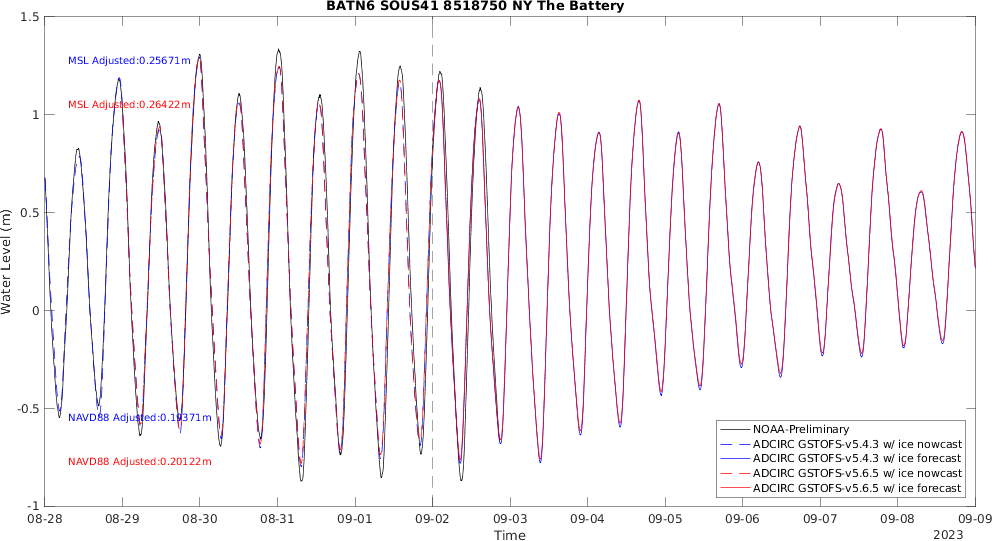 BATN6 SOUS41 8518750 NY The Battery
1.5
1
0.5
0
-0.5
-1
Water Level (m)
MSL Adjusted:0.25671m
MSL Adjusted:0.26422m
NAVD88 Adjusted:0.19371m
NAVD88 Adjusted:0.20122m
NOAA-Preliminary
ADCIRC GSTOFS-v5.4.3 w/ ice nowcast
ADCIRC GSTOFS-v5.4.3 w/ ice forecast
ADCIRC GSTOFS-v5.6.5 w/ ice nowcast
ADCIRC GSTOFS-v5.6.5 w/ ice forecast
08-28 08-29 08-30 08-31 09-01 09-02 09-03 09-04 09-05 09-06 09-07 09-08 09-09
Time
2023